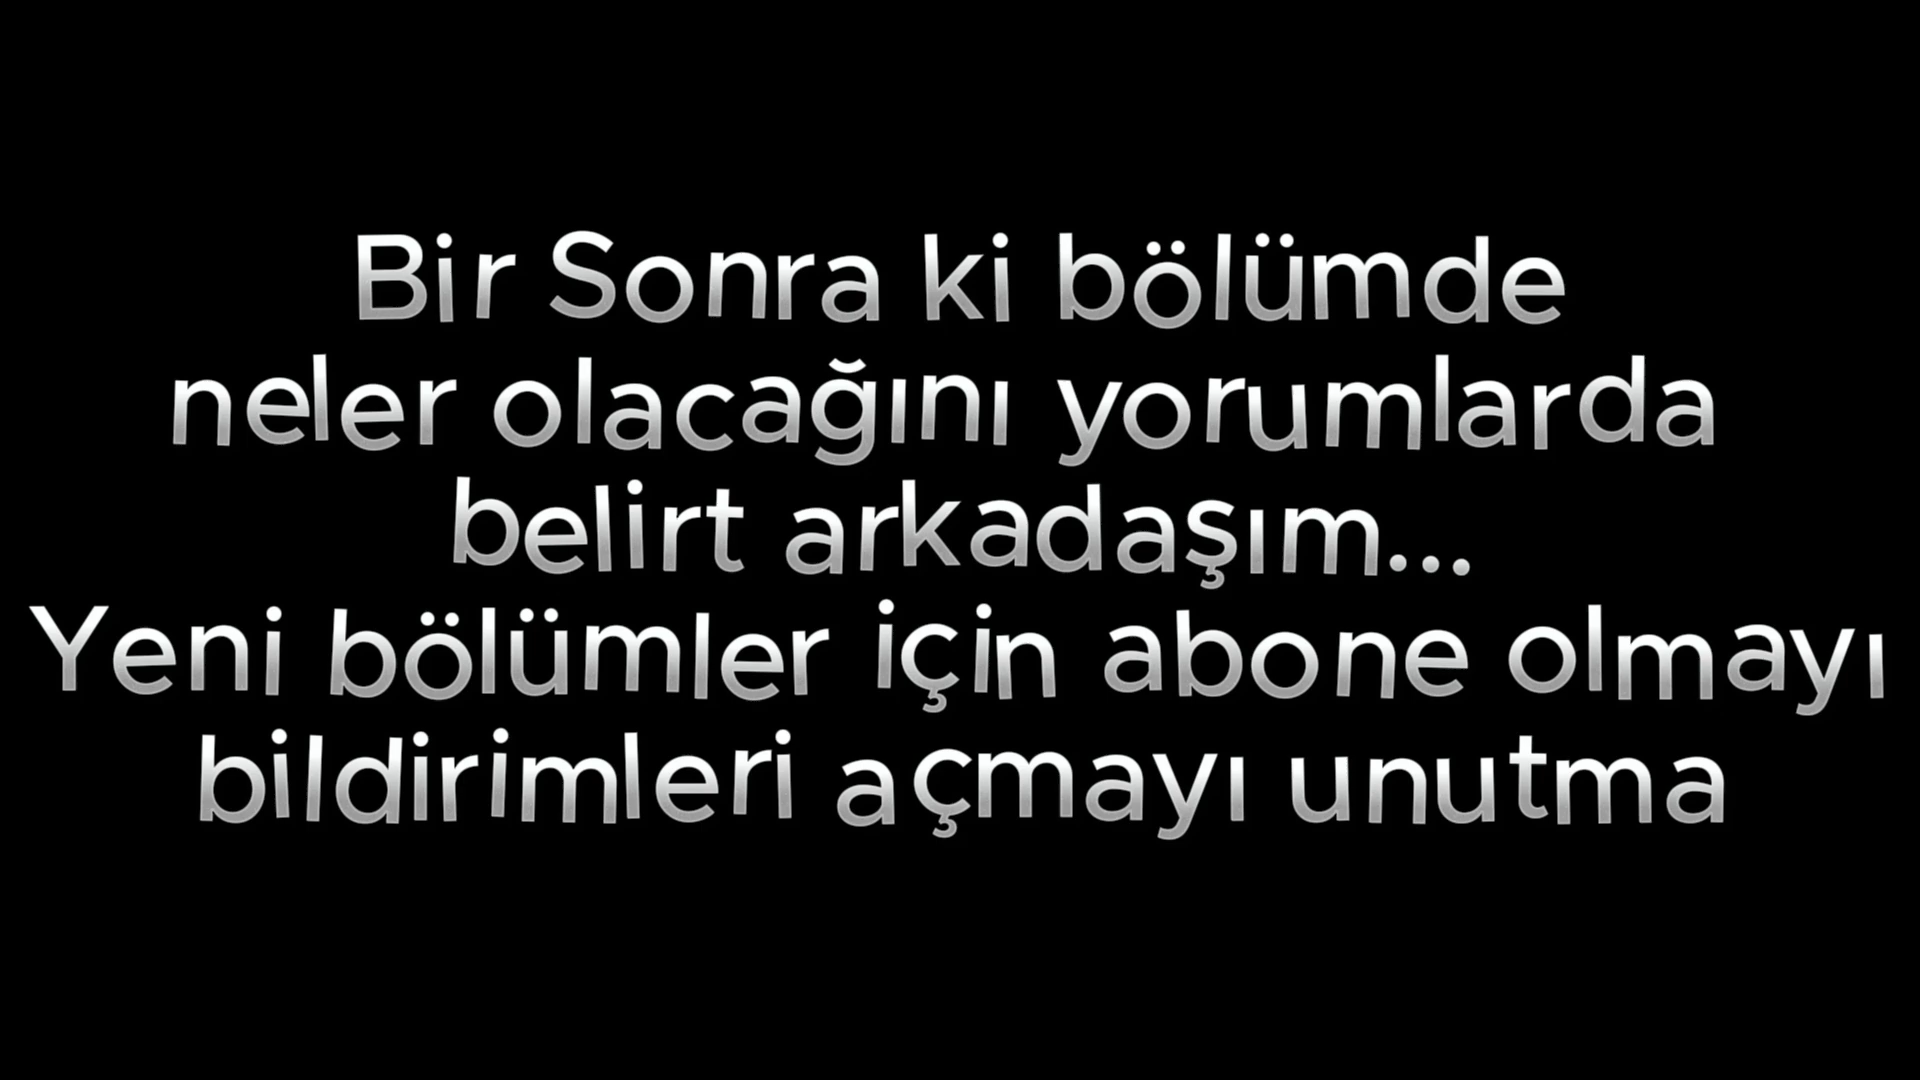 Bir Sonra ki bölümde
neler olacağını yorumlarda
belirt arkadaşım...
Yeni bölümler için abone olmayı
bildirimleri açmayı unutma